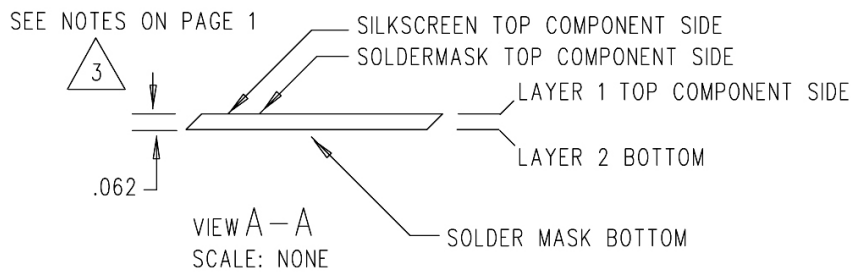 SEE NOTES ON PAGE 1
3
SILKSCREEN TOP COMPONENT SIDE
SOLDERMASK TOP COMPONENT SIDE
LAYER 1 TOP COMPONENT SIDE
LAYER 2 BOTTOM
.062
VIEW A-A
SCALE: NONE
SOLDER MASK BOTTOM